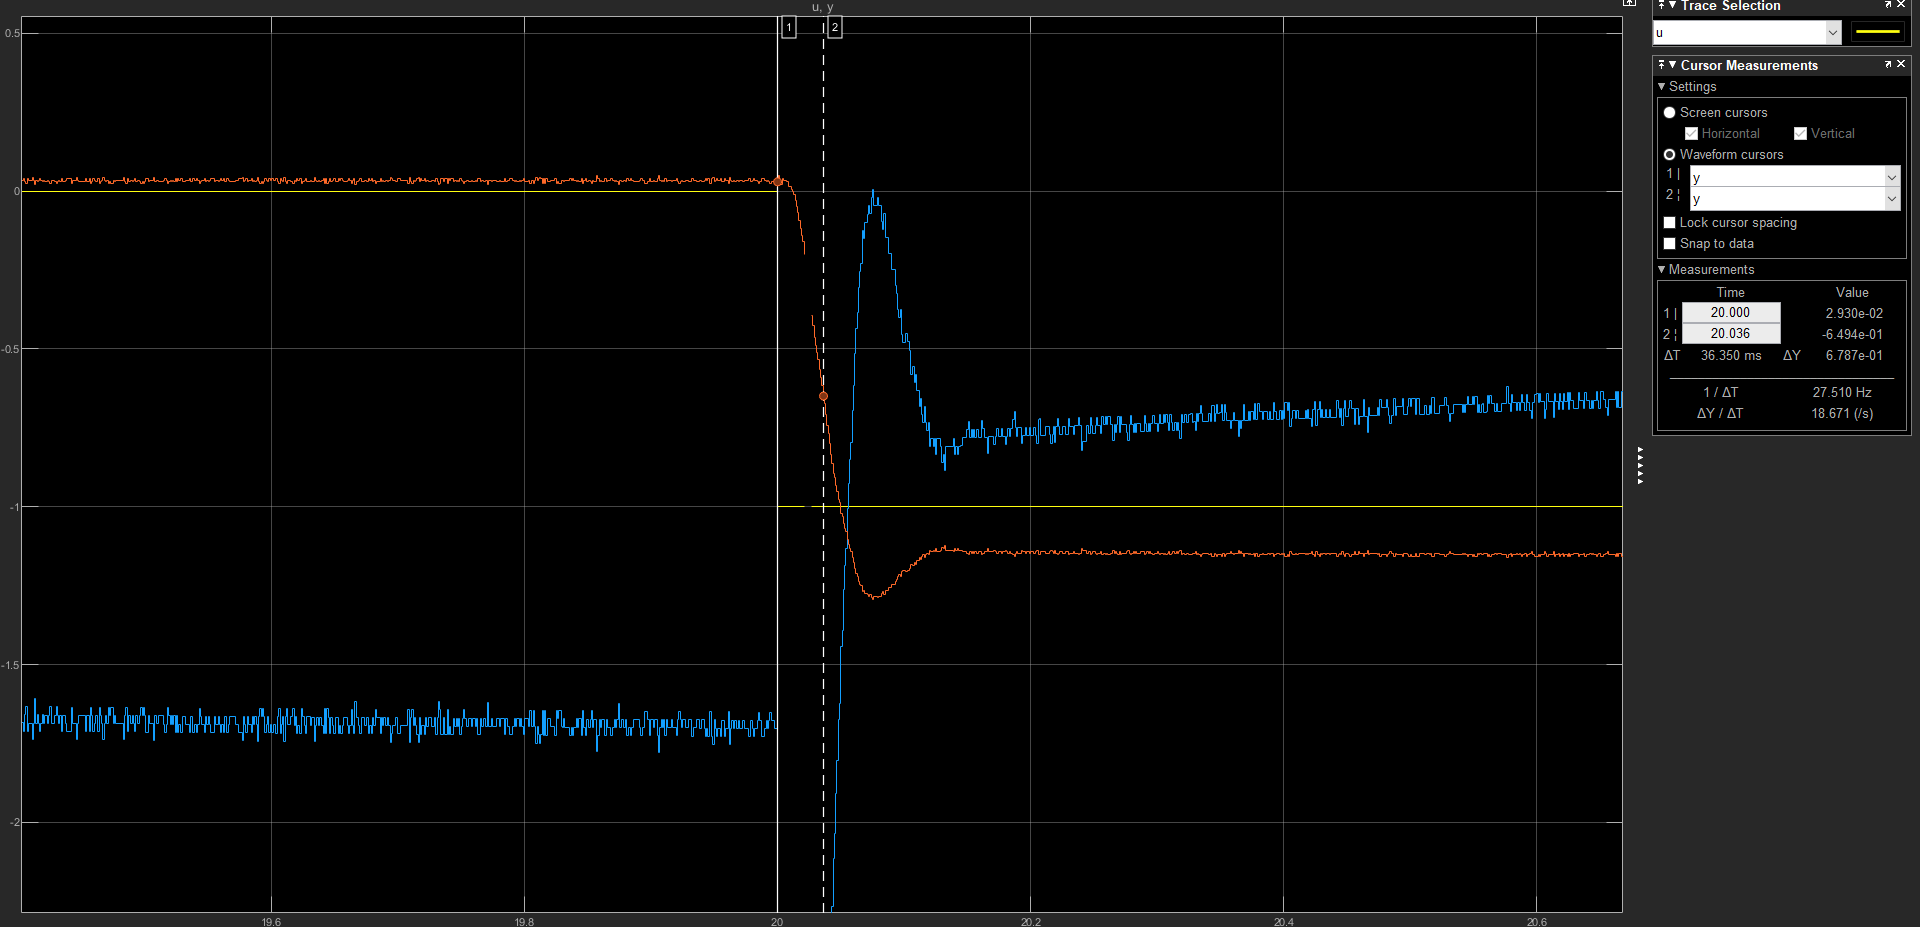 u, y
1
2
0.5
0
-0.5
-1
-1.5
-2
19.6
19.8
20
20.2
20.4
20.6
Trace Selection
u
Cursor Measurements
Settings
Screen cursors
Horizontal Vertical
Waveform cursors
1 | y
2 ¦ y
Lock cursor spacing
Snap to data
Measurements
Time Value
1 | 20.000 2.930e-02
2 ¦ 20.036 -6.494e-01
ΔT 36.350 ms ΔY 6.787e-01
1 / ΔT 27.510 Hz
ΔY / ΔT 18.671 (/s)